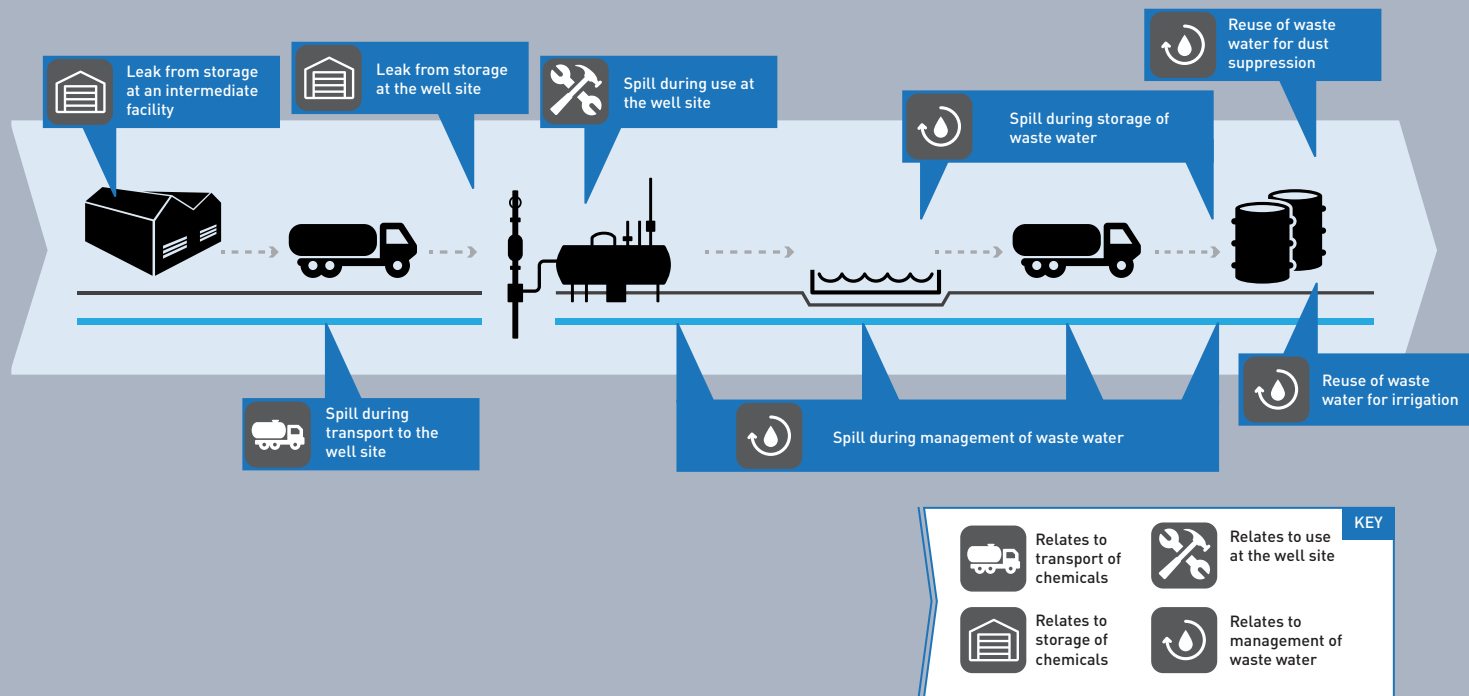 Leak from storage
at an intermediate
facility
Leak from storage
at the well site
Spill during use at
the well site
Spill during storage of
waste water
Reuse of waste
water for dust
suppression
Spill during
transport to the
well site
Spill during management of waste water
Reuse of waste
water for irrigation
KEY
Relates to
transport of
chemicals
Relates to use
at the well site
Relates to
storage of
chemicals
Relates to
management of
waste water